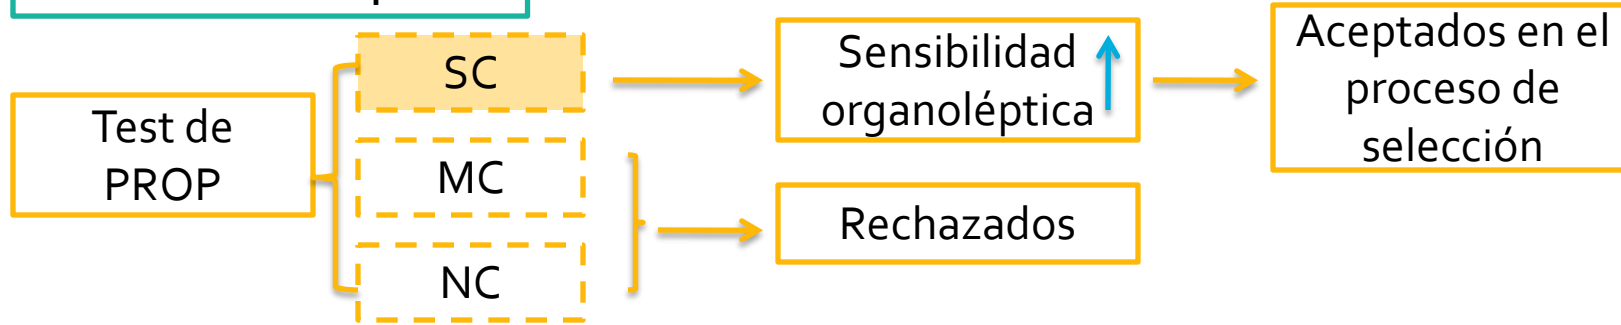 Test de
PROP
SC
MC
NC
Sensibilidad
organoléptica
Rechazados
Aceptados en el
proceso de
selección